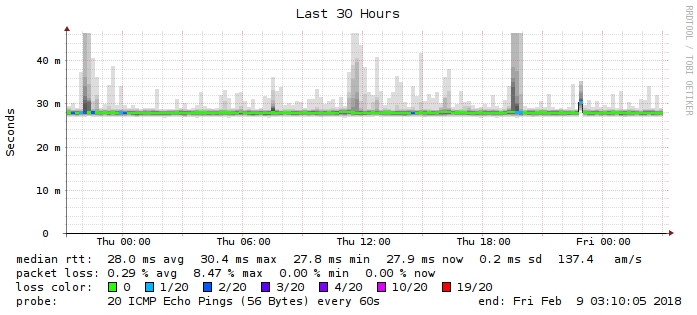 Last 30 Hours
RRDTOOL / TOBI OETIKER
Seconds
40 m
30 m
20 m
10 m
0
Thu 00:00 Thu 06:00 Thu 12:00 Thu 18:00 Fri 00:00
median rtt: 28.0 ms avg 30.4 ms max 27.8 ms min 27.9 ms now 0.2 ms sd 137.4 am/s
packet loss: 0.29 % avg 8.47 % max 0.00 % min 0.00 % now
loss color: 0 1/20 2/20 3/20 4/20 10/20 19/20
probe: 20 ICMP Echo Pings (56 Bytes) every 60s end: Fri Feb 9 03:10:05 2018